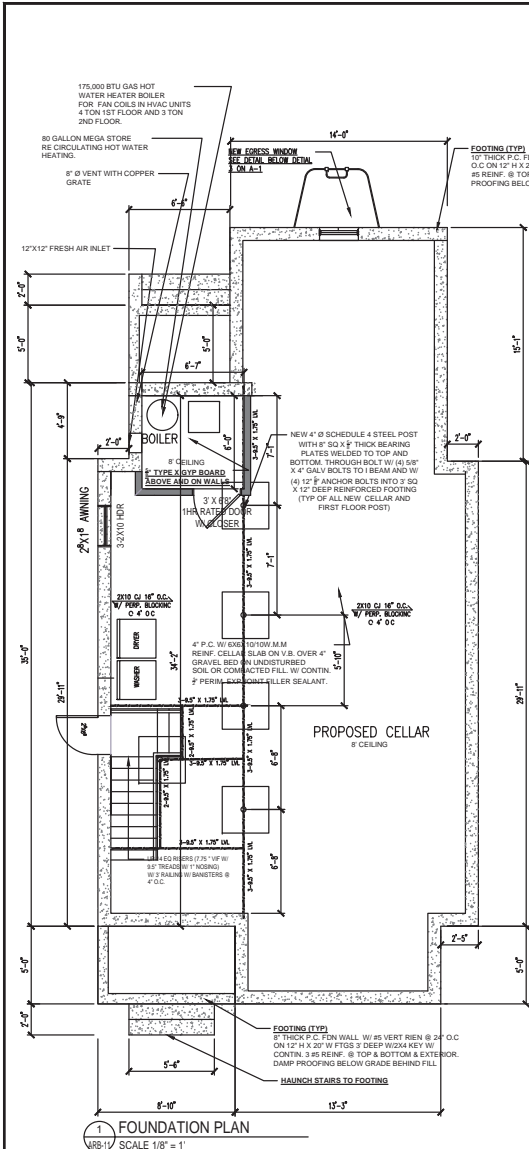 175,000 BTU GAS HOT
WATER HEATER BOILER
FOR FAN COILS IN HVAC UNITS
4 TON 1ST FLOOR AND 3 TON
2ND FLOOR.
80 GALLON MEGA STORE
RE CIRCULATING HOT WATER
HEATING.
8" Ø VENT WITH COPPER
GRATE
12"X12" FRESH AIR INLET
NEW EGRESS WINDOW
SEE DETAIL BELOW DETIAL
3 ON A-1
14'-0"
FOOTING (TYP)
10" THICK P.C.
O.C ON 12" H X
#5 REINF. @
PROOFING
6'-6"
2'-0"
5'-0"
5'-0"
6'-7"
15'-1"
4'-9"
2'-0"
6'-0"
3-9.5" X 1.75" LVL
7'-1"
2'-0"
BOILER
8' CEILING
TYPE X GYP BOARD
ABOVE AND ON WALLS
3' X 6'8"
1HR RATED DOOR
W/ CLOSER
NEW 4" Ø SCHEDULE 4 STEEL POST
WITH 8" SQ X THICK BEARING
PLATES WELDED TO TOP AND
BOTTOM. THROUGH BOLT W/ (4) 5/8"
X 4" GALV BOLTS TO I BEAM AND W/
(4) 12" ANCHOR BOLTS INTO 3' SQ
X 12" DEEP REINFORCED FOOTING
(TYP OF ALL NEW CELLAR AND
FIRST FLOOR POST)
2'8X1'8 AWNING
3-2X10 HDR
3-9.5" X 1.75" LVL
7'-1"
2X10 CJ 16" O.C.
W/ PERP. BLOCKING
O 4' OC
2X10 CJ 16" O.C.
W/ PERP. BLOCKING
O 4' OC
35'-0"
29'-11"
34'-2"
DRYER
WASHER
4" P.C. W/ 6X6X10/10W.M.M
REINF. CELLAR SLAB ON V.B. OVER 4"
GRAVEL BED ON UNDISTURBED
SOIL OR COMPACTED FILL. W/ CONTIN.
PERIM. EXP JOINT FILLER SEALANT.
5'-10"
29'-11"
3-9.5" X 1.75" LVL
PROPOSED CELLAR
8' CEILING
2-9.5" X 1.75" LVL
3-9.5" X 1.75" LVL
3-9.5" X 1.75" LVL
6'-8"
2-9.5" X 1.75" LVL
3-9.5" X 1.75" LVL
3-9.5" X 1.75" LVL
6'-8"
EQ RISERS (7.75 " VIF W/
9.5" TREADS W/ 1" NOSING)
W/ 3' RAILING W/ BANISTERS @
4" O.C.
2'-5"
5'-0"
5'-0"
2'-0"
FOOTING (TYP)
8" THICK P.C. FDN WALL W/ #5 VERT RIEN @ 24" O.C
ON 12" H X 20" W FTGS 3' DEEP W/2X4 KEY W/
CONTIN. 3 #5 REINF. @ TOP & BOTTOM & EXTERIOR.
DAMP PROOFING BELOW GRADE BEHIND FILL
5'-6"
HAUNCH STAIRS TO FOOTING
8'-10"
13'-3"
1
ARB-11
FOUNDATION PLAN
SCALE 1/8" = 1'